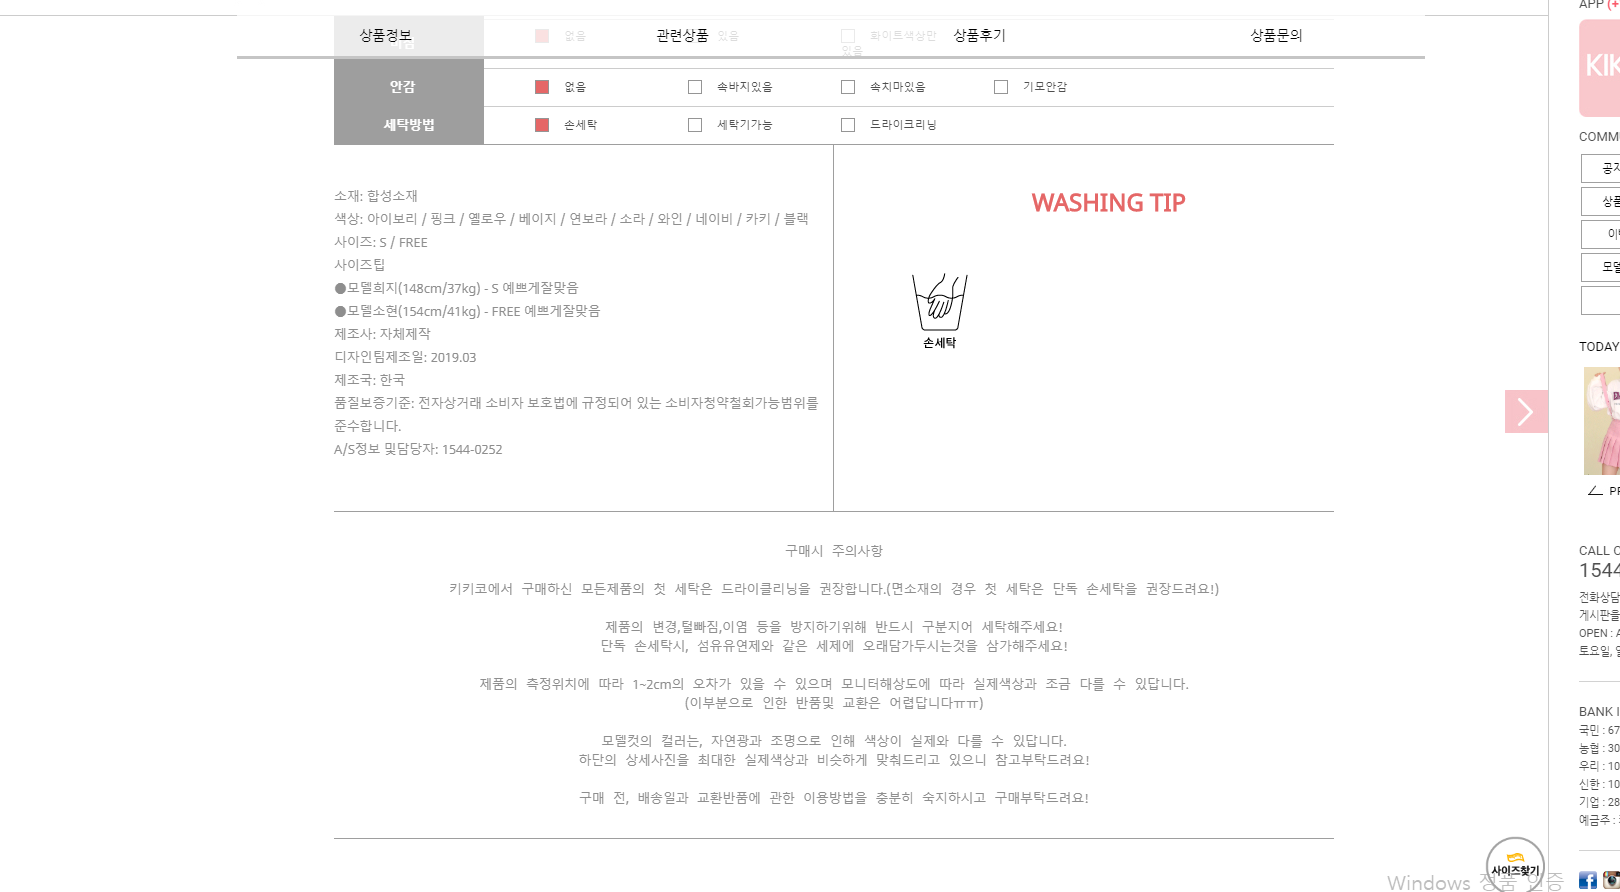 상품정보 관련상품 상품후기 상품문의
비침 없음 있음 화이트색상만
있음
안감 없음 속바지있음 속치마있음 기모안감
세탁방법 손세탁 세탁기가능 드라이크리닝
소재: 합성소재
색상: 아이보리 / 핑크 / 옐로우 / 베이지 / 연보라 / 소라 / 와인 / 네이비 / 카키 / 블랙
사이즈: S / FREE
사이즈팁
●모델희지(148cm/37kg) - S 예쁘게잘맞음
●모델소현(154cm/41kg) - FREE 예쁘게잘맞음
제조사: 자체제작
디자인팀제조일: 2019.03
제조국: 한국
품질보증기준: 전자상거래 소비자 보호법에 규정되어 있는 소비자청약철회가능범위를
준수합니다.
A/S정보 및담당자: 1544-0252
WASHING TIP
손세탁
구매시 주의사항
키키코에서 구매하신 모든제품의 첫 세탁은 드라이클리닝을 권장합니다.(면소재의 경우 첫 세탁은 단독 손세탁을 권장드려요!)
제품의 변경,털빠짐,이염 등을 방지하기위해 반드시 구분지어 세탁해주세요!
단독 손세탁시, 섬유유연제와 같은 세제에 오래담가두시는것을 삼가해주세요!
제품의 측정위치에 따라 1~2cm의 오차가 있을 수 있으며 모니터해상도에 따라 실제색상과 조금 다를 수 있답니다.
(이부분으로 인한 반품및 교환은 어렵답니다ㅠㅠ)
모델컷의 컬러는, 자연광과 조명으로 인해 색상이 실제와 다를 수 있답니다.
하단의 상세사진을 최대한 실제색상과 비슷하게 맞춰드리고 있으니 참고부탁드려요!
구매 전, 배송일과 교환반품에 관한 이용방법을 충분히 숙지하시고 구매부탁드려요!
APP (+
KIK
COMM
공지
상품
이벤
모델
TODAY
PR
CALL C
1544
전화상담
게시판을
OPEN : A
토요일, 일
BANK I
국민 : 67
농협 : 30
우리 : 10
신한 : 10
기업 : 28
예금주 :
사이즈찾기
Windows 정품 인증